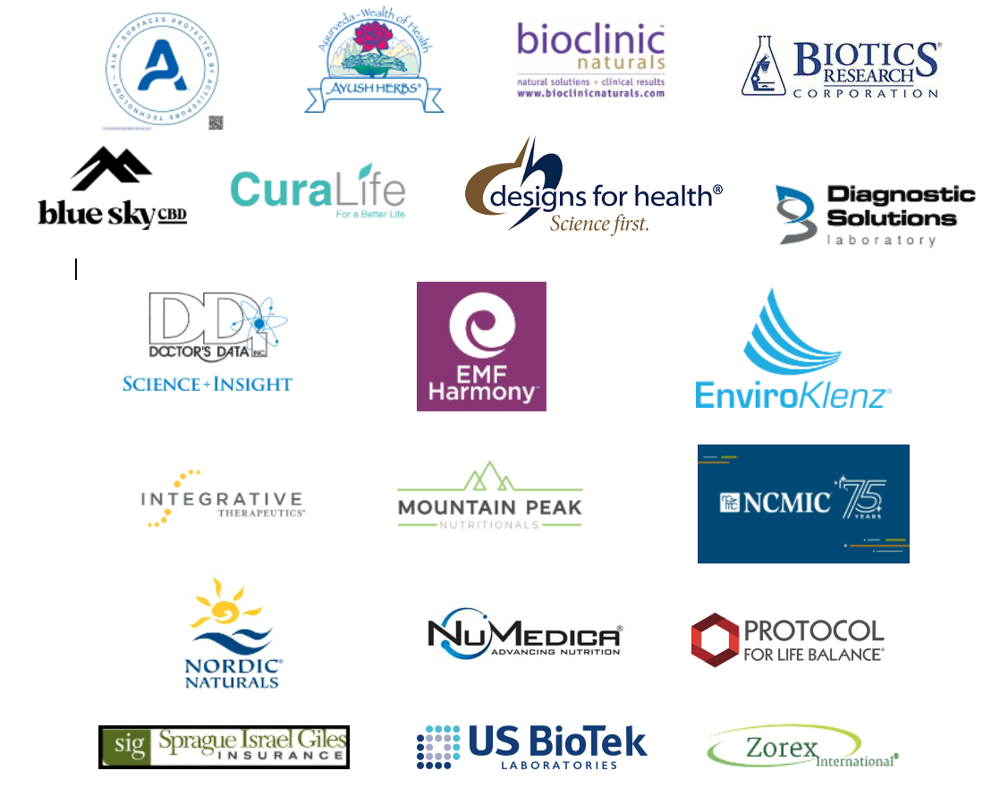 SURFACES PROTECTED BY ACTIVEPURE TECHNOLOGY - AIR
Ayurveda - Wealth of Health
AYUSH HERBS®
bioclinic™
naturals
natural solutions + clinical results
www.bioclinicnaturals.com
BIOTICS®
RESEARCH
CORPORATION
blue sky CBD
CuraLife
For a Better Life
designs for health®
Science first.
Diagnostic
Solutions
laboratory
DDI
DOCTOR'S DATA INC.
SCIENCE + INSIGHT
EMF
Harmony™
EnviroKlenz®
INTEGRATIVE
THERAPEUTICS®
MOUNTAIN PEAK
NUTRITIONALS
NCMIC
75
YEARS
NORDIC®
NATURALS
NUMEDICA®
ADVANCING NUTRITION
PROTOCOL
FOR LIFE BALANCE®
sig
Sprague Israel Giles
INSURANCE
US BioTek
LABORATORIES
Zorex
International®